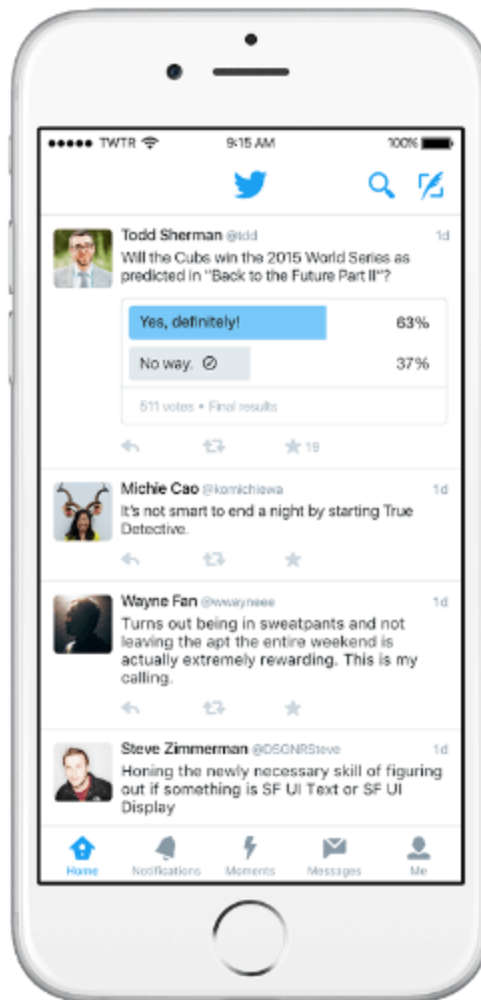 TWTR 9:15 AM 100%
Todd Sherman @tdd 1d
Will the Cubs win the 2015 World Series as
predicted in "Back to the Future Part II"?
Yes, definitely! 63%
No way. 37%
511 votes • Final results
19
Michie Cao @komichiewa 1d
It's not smart to end a night by starting True
Detective.
Wayne Fan @wwayneee 1d
Turns out being in sweatpants and not
leaving the apt the entire weekend is
actually extremely rewarding. This is my
calling.
Steve Zimmerman @DSGNRSteve 1d
Honing the newly necessary skill of figuring
out if something is SF UI Text or SF UI
Display
Home Notifications Moments Messages Me